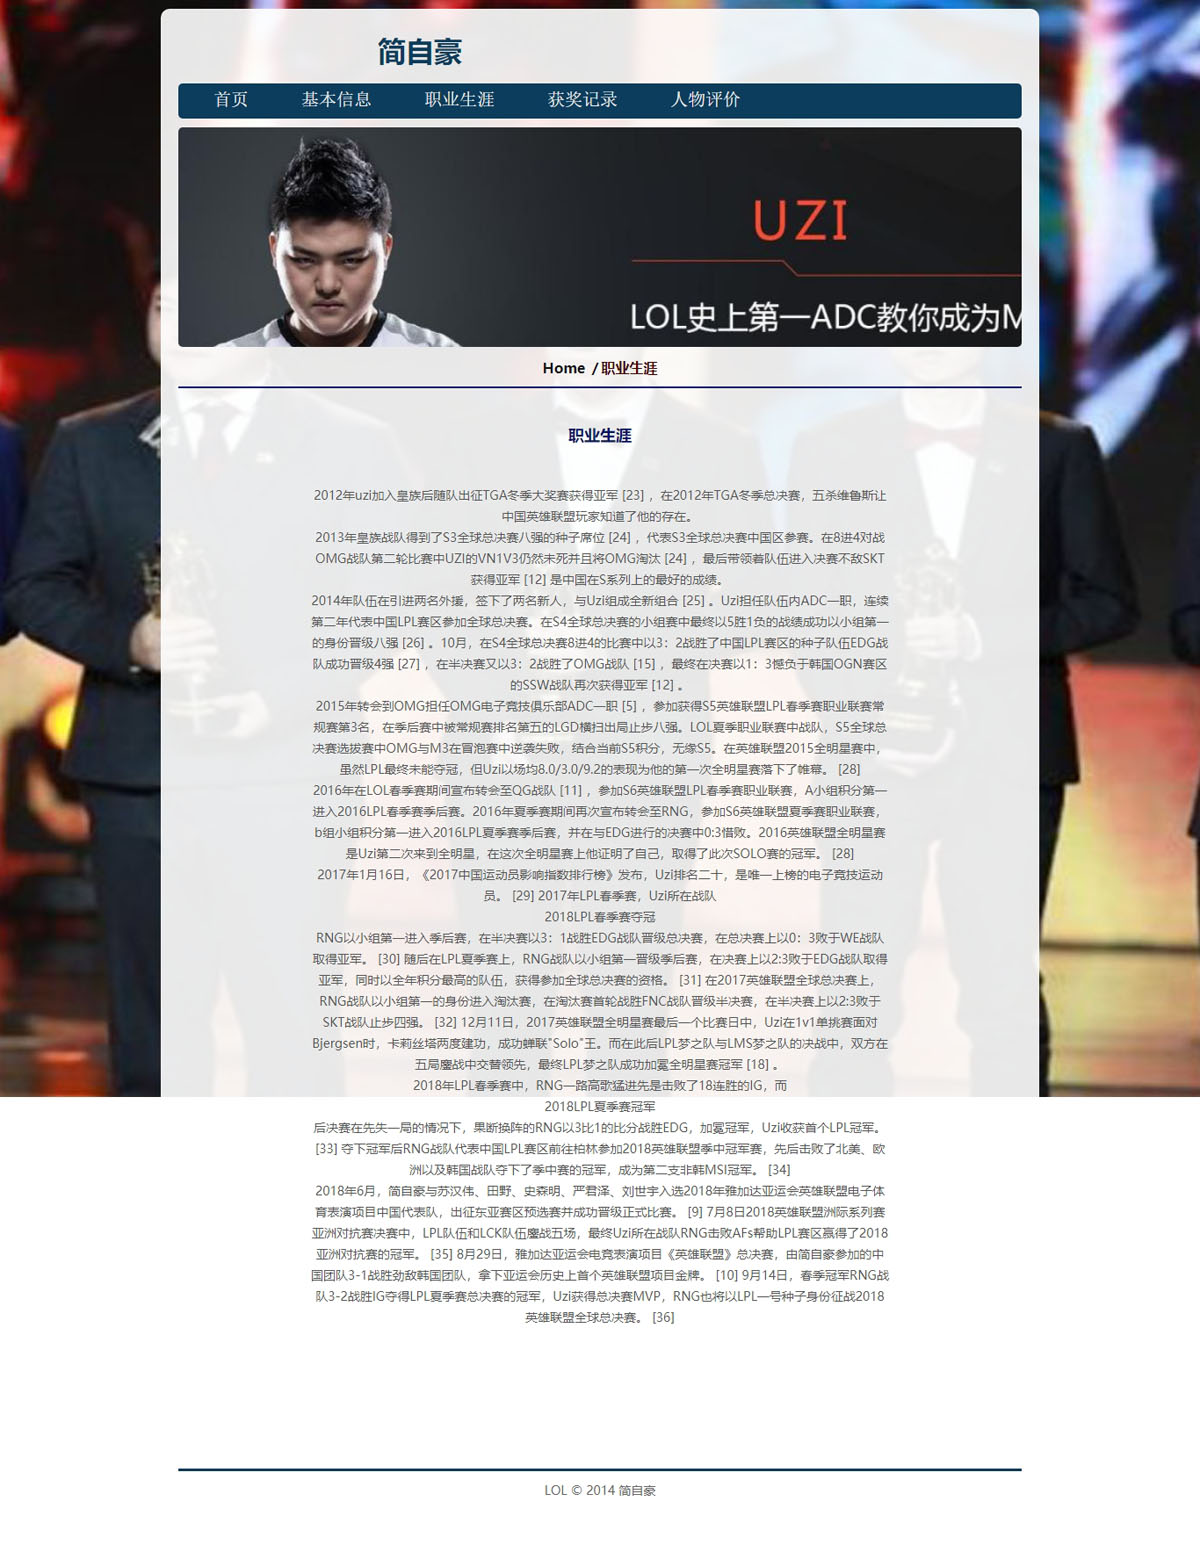 简自豪
首页 基本信息 职业生涯 获奖记录 人物评价
UZI
LOL史上第一ADC教你成为M
Home / 职业生涯
职业生涯
2012年uzi加入皇族后随队出征TGA冬季大奖赛获得亚军 [23] ，在2012年TGA冬季总决赛，五杀维鲁斯让
中国英雄联盟玩家知道了他的存在。
2013年皇族战队得到了S3全球总决赛八强的种子席位 [24] ，代表S3全球总决赛中国区参赛。在8进4对战
OMG战队第二轮比赛中UZI的VN1V3仍然未死并且将OMG淘汰 [24] ，最后带领着队伍进入决赛不敌SKT
获得亚军 [12] 是中国在S系列上的最好的成绩。
2014年队伍在引进两名外援，签下了两名新人，与Uzi组成全新组合 [25] 。Uzi担任队伍内ADC一职，连续
第二年代表中国LPL赛区参加全球总决赛。在S4全球总决赛的小组赛中最终以5胜1负的战绩成功以小组第一
的身份晋级八强 [26] 。10月，在S4全球总决赛8进4的比赛中以3：2战胜了中国LPL赛区的种子队伍EDG战
队成功晋级4强 [27] ，在半决赛又以3：2战胜了OMG战队 [15] ，最终在决赛以1：3憾负于韩国OGN赛区
的SSW战队再次获得亚军 [12] 。
2015年转会到OMG担任OMG电子竞技俱乐部ADC一职 [5] ，参加获得S5英雄联盟LPL春季赛职业联赛常
规赛第3名，在季后赛中被常规赛排名第五的LGD横扫出局止步八强。LOL夏季职业联赛中战队，S5全球总
决赛选拔赛中OMG与M3在冒泡赛中逆袭失败，结合当前S5积分，无缘S5。在英雄联盟2015全明星赛中，
虽然LPL最终未能夺冠，但Uzi以场均8.0/3.0/9.2的表现为他的第一次全明星赛落下了帷幕。 [28]
2016年在LOL春季赛期间宣布转会至QG战队 [11] ，参加S6英雄联盟LPL春季赛职业联赛，A小组积分第一
进入2016LPL春季赛季后赛。2016年夏季赛期间再次宣布转会至RNG，参加S6英雄联盟夏季赛职业联赛，
b组小组积分第一进入2016LPL夏季赛季后赛，并在与EDG进行的决赛中0:3惜败。2016英雄联盟全明星赛
是Uzi第二次来到全明星，在这次全明星赛上他证明了自己，取得了此次SOLO赛的冠军。 [28]
2017年1月16日，《2017中国运动员影响指数排行榜》发布，Uzi排名二十，是唯一上榜的电子竞技运动
员。 [29] 2017年LPL春季赛，Uzi所在战队
2018LPL春季赛夺冠
RNG以小组第一进入季后赛，在半决赛以3：1战胜EDG战队晋级总决赛，在总决赛上以0：3败于WE战队
取得亚军。 [30] 随后在LPL夏季赛上，RNG战队以小组第一晋级季后赛，在决赛上以2:3败于EDG战队取得
亚军，同时以全年积分最高的队伍，获得参加全球总决赛的资格。 [31] 在2017英雄联盟全球总决赛上，
RNG战队以小组第一的身份进入淘汰赛，在淘汰赛首轮战胜FNC战队晋级半决赛，在半决赛上以2:3败于
SKT战队止步四强。 [32] 12月11日，2017英雄联盟全明星赛最后一个比赛日中，Uzi在1v1单挑赛面对
Bjergsen时，卡莉丝塔两度建功，成功蝉联"Solo"王。而在此后LPL梦之队与LMS梦之队的决战中，双方在
五局鏖战中交替领先，最终LPL梦之队成功加冕全明星赛冠军 [18] 。
2018年LPL春季赛中，RNG一路高歌猛进先是击败了18连胜的IG，而
2018LPL夏季赛冠军
后决赛在先失一局的情况下，果断换阵的RNG以3比1的比分战胜EDG，加冕冠军，Uzi收获首个LPL冠军。
[33] 夺下冠军后RNG战队代表中国LPL赛区前往柏林参加2018英雄联盟季中冠军赛，先后击败了北美、欧
洲以及韩国战队夺下了季中赛的冠军，成为第二支非韩MSI冠军。 [34]
2018年6月，简自豪与苏汉伟、田野、史森明、严君泽、刘世宇入选2018年雅加达亚运会英雄联盟电子体
育表演项目中国代表队，出征东亚赛区预选赛并成功晋级正式比赛。 [9] 7月8日2018英雄联盟洲际系列赛
亚洲对抗赛决赛中，LPL队伍和LCK队伍鏖战五场，最终Uzi所在战队RNG击败AFs帮助LPL赛区赢得了2018
亚洲对抗赛的冠军。 [35] 8月29日，雅加达亚运会电竞表演项目《英雄联盟》总决赛，由简自豪参加的中
国团队3-1战胜劲敌韩国团队，拿下亚运会历史上首个英雄联盟项目金牌。 [10] 9月14日，春季冠军RNG战
队3-2战胜IG夺得LPL夏季赛总决赛的冠军，Uzi获得总决赛MVP，RNG也将以LPL一号种子身份征战2018
英雄联盟全球总决赛。 [36]
LOL © 2014 简自豪